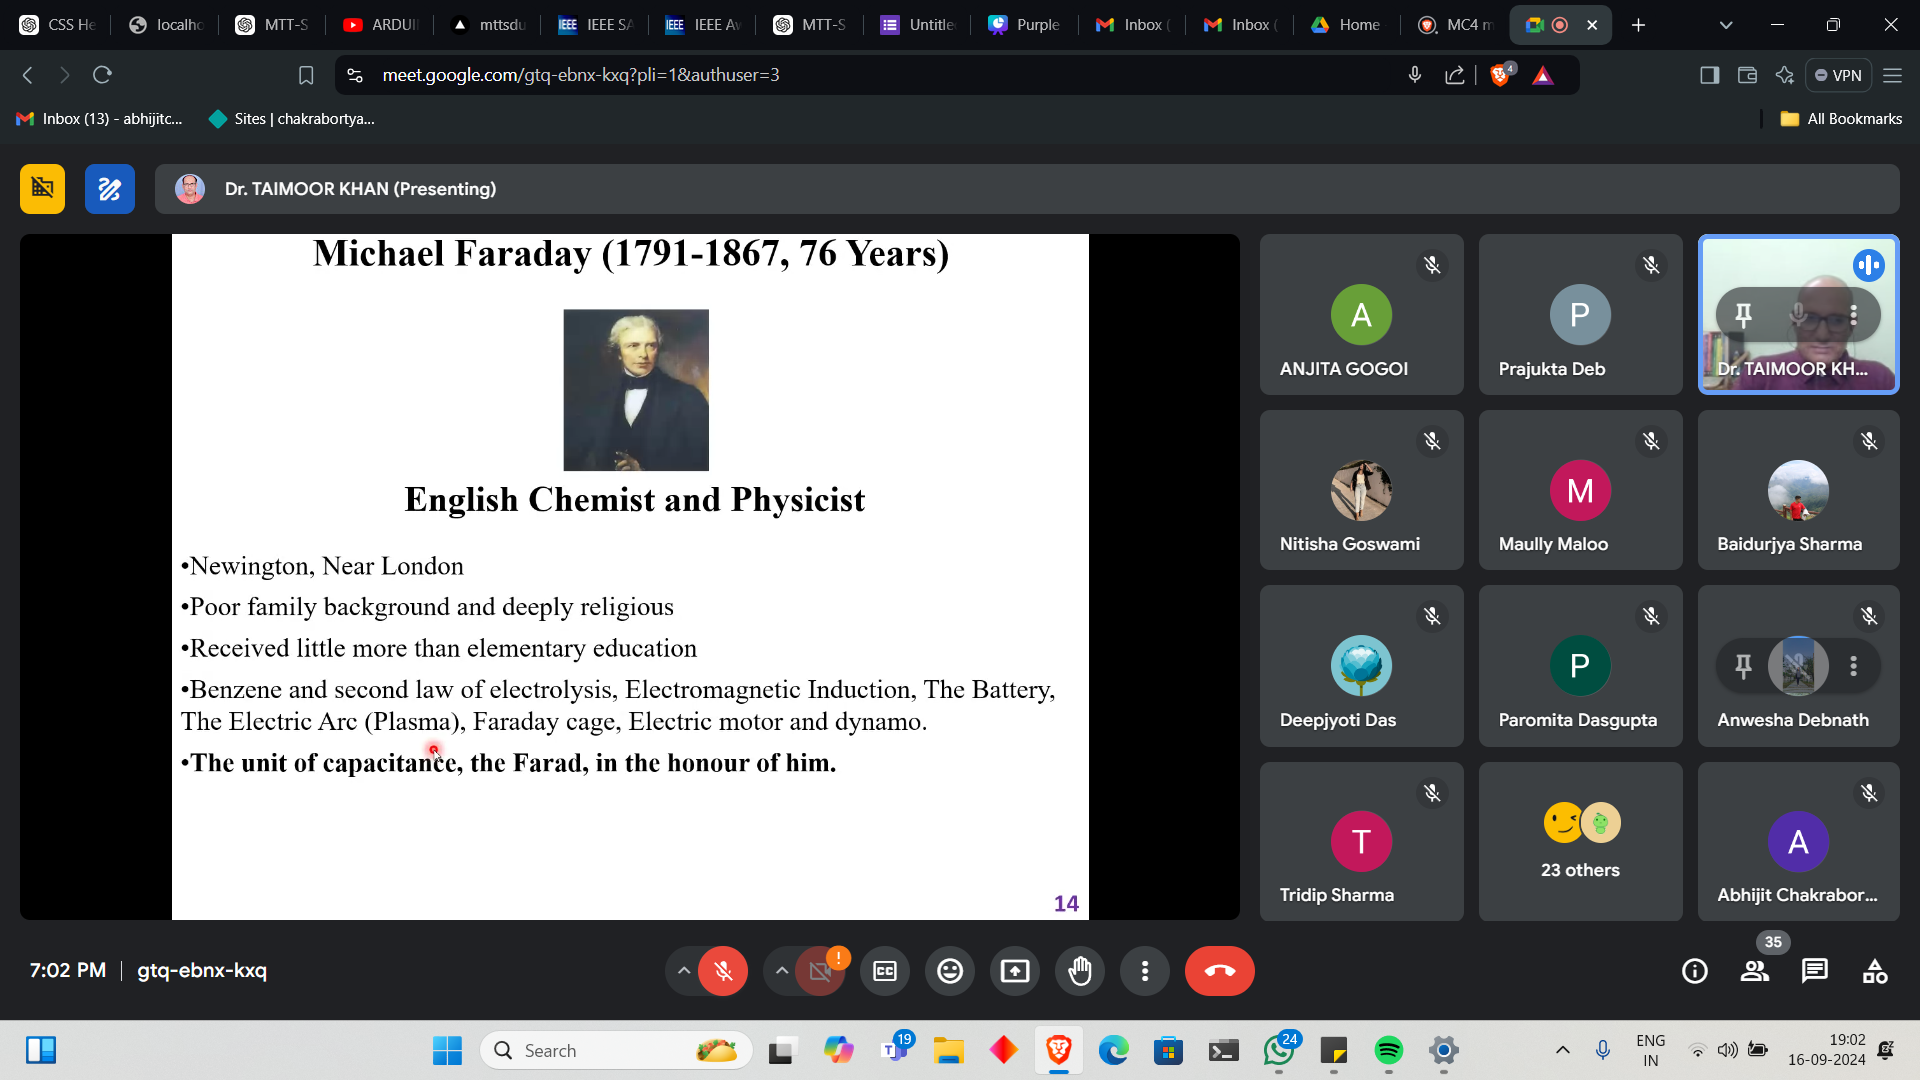 CSS He
localho
MTT-S
ARDUI
mttsdu
IEEE SA
IEEE Aw
MTT-S
Untitle
Purple
Inbox (
Inbox (
Home
MC4 m
meet.google.com/gtq-ebnx-kxq?pli=1&authuser=3
4
VPN
Inbox (13) - abhijitc...
Sites | chakrabortya...
All Bookmarks
Dr. TAIMOOR KHAN (Presenting)
Michael Faraday (1791-1867, 76 Years)
English Chemist and Physicist
•Newington, Near London
•Poor family background and deeply religious
•Received little more than elementary education
•Benzene and second law of electrolysis, Electromagnetic Induction, The Battery,
The Electric Arc (Plasma), Faraday cage, Electric motor and dynamo.
•The unit of capacitance, the Farad, in the honour of him.
14
A
ANJITA GOGOI
P
Prajukta Deb
Dr. TAIMOOR KH...
Nitisha Goswami
M
Maully Maloo
Baidurjya Sharma
Deepjyoti Das
P
Paromita Dasgupta
Anwesha Debnath
T
Tridip Sharma
23 others
A
Abhijit Chakrabor...
7:02 PM | gtq-ebnx-kxq
CC
35
Search
19
24
ENG
IN
19:02
16-09-2024